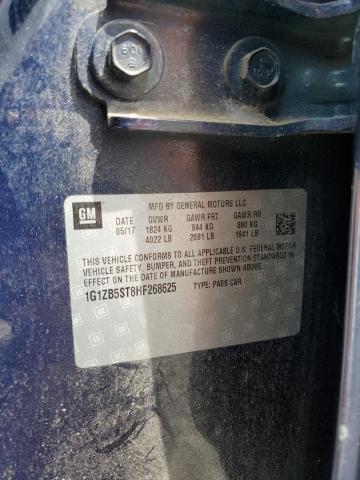 GM
MFD BY GENERAL MOTORS LLC
DATE GVWR GAWR FRT GAWR RR
05/17 1824 KG 944 KG 880 KG
4022 LB 2081 LB 1941 LB
THIS VEHICLE CONFORMS TO ALL APPLICABLE U.S. FEDERAL MOTOR
VEHICLE SAFETY, BUMPER, AND THEFT PREVENTION STANDARDS IN
EFFECT ON THE DATE OF MANUFACTURE SHOWN ABOVE.
1G1ZB5ST8HF268625 TYPE: PASS CAR